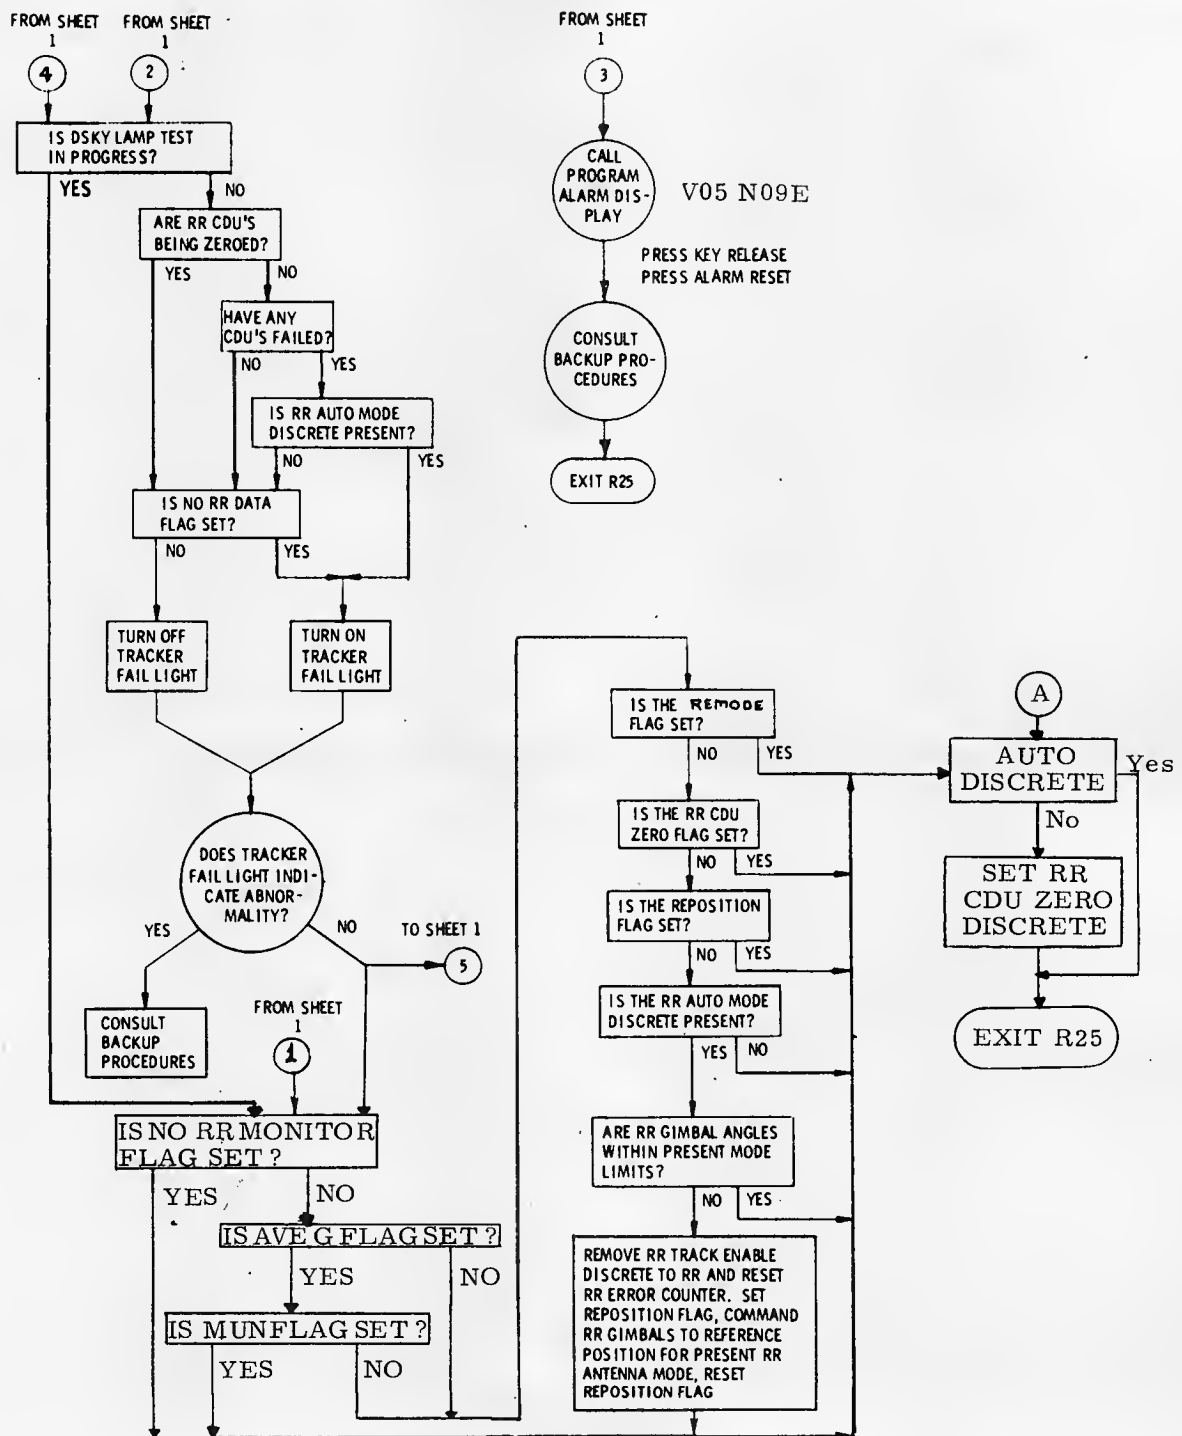 FROM SHEET
1
4
FROM SHEET
1
2
IS DSKY LAMP TEST
IN PROGRESS?
YES
NO
ARE RR CDU'S
BEING ZEROED?
YES
NO
HAVE ANY
CDU'S FAILED?
NO
YES
IS RR AUTO MODE
DISCRETE PRESENT?
NO
YES
IS NO RR DATA
FLAG SET?
NO
YES
TURN OFF
TRACKER
FAIL LIGHT
TURN ON
TRACKER
FAIL LIGHT
DOES TRACKER
FAIL LIGHT INDI-
CATE ABNOR-
MALITY?
YES
NO
TO SHEET 1
5
CONSULT
BACKUP
PROCEDURES
FROM SHEET
1
1
IS NO RR MONITOR
FLAG SET ?
YES
NO
IS AVE G FLAG SET ?
YES
NO
IS MUNFLAG SET ?
YES
NO
FROM SHEET
1
3
CALL
PROGRAM
ALARM DIS-
PLAY
V05 N09E
PRESS KEY RELEASE
PRESS ALARM RESET
CONSULT
BACKUP PRO-
CEDURES
EXIT R25
IS THE REMODE
FLAG SET?
NO
YES
IS THE RR CDU
ZERO FLAG SET?
NO
YES
IS THE REPOSITION
FLAG SET?
NO
YES
IS THE RR AUTO MODE
DISCRETE PRESENT?
YES
NO
ARE RR GIMBAL ANGLES
WITHIN PRESENT MODE
LIMITS?
NO
YES
REMOVE RR TRACK ENABLE
DISCRETE TO RR AND RESET
RR ERROR COUNTER. SET
REPOSITION FLAG, COMMAND
RR GIMBALS TO REFERENCE
POSITION FOR PRESENT RR
ANTENNA MODE, RESET
REPOSITION FLAG
A
AUTO
DISCRETE
Yes
No
SET RR
CDU ZERO
DISCRETE
EXIT R25